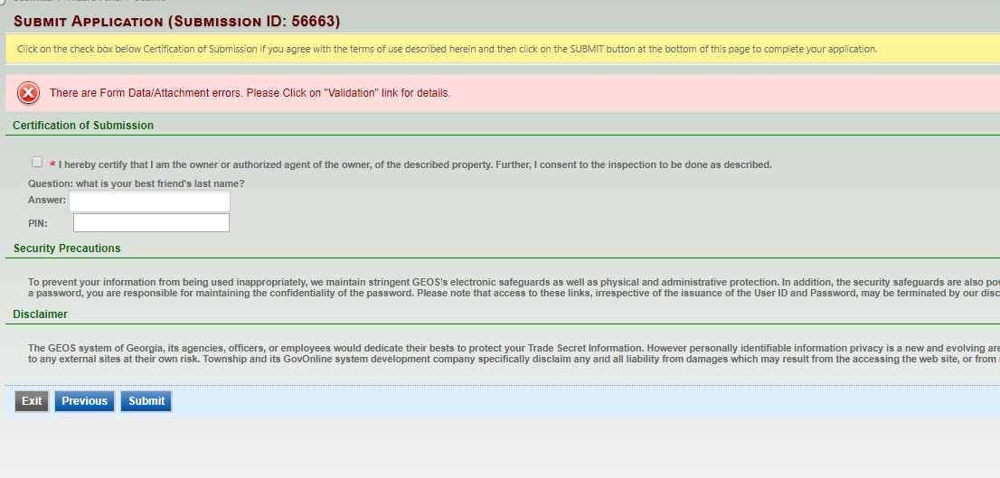 SUBMIT APPLICATION (SUBMISSION ID: 56663)
Click on the check box below Certification of Submission if you agree with the terms of use described herein and then click on the SUBMIT button at the bottom of this page to complete your application.
There are Form Data/Attachment errors. Please Click on "Validation" link for details.
Certification of Submission
* I hereby certify that I am the owner or authorized agent of the owner, of the described property. Further, I consent to the inspection to be done as described.
Question: what is your best friend's last name?
Answer:
PIN:
Security Precautions
To prevent your information from being used inappropriately, we maintain stringent GEOS's electronic safeguards as well as physical and administrative protection. In addition, the security safeguards are also
a password, you are responsible for maintaining the confidentiality of the password. Please note that access to these links, irrespective of the issuance of the User ID and Password, may be terminated by our
Disclaimer
The GEOS system of Georgia, its agencies, officers, or employees would dedicate their bests to protect your Trade Secret Information. However personally identifiable information privacy is a new and evolving
to any external sites at their own risk. Township and its GovOnline system development company specifically disclaim any and all liability from damages which may result from the accessing the web site, or from
Exit Previous Submit